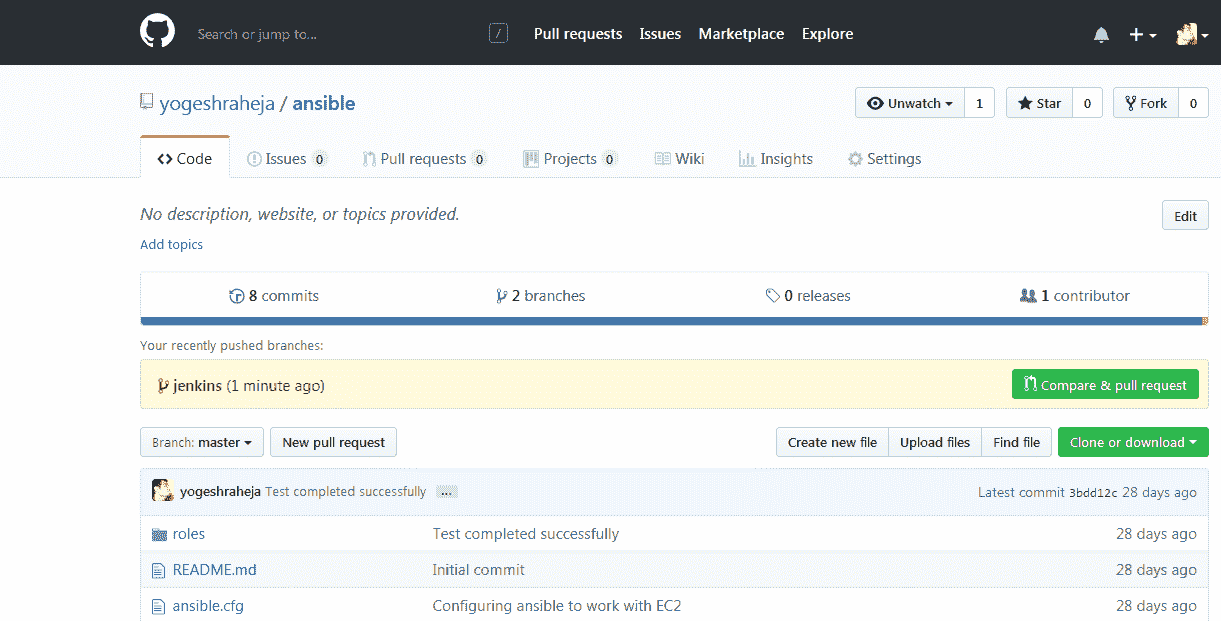 Search or jump to... / Pull requests Issues Marketplace Explore
yogeshraheja / ansible Unwatch 1 Star 0 Fork 0
Code Issues 0 Pull requests 0 Projects 0 Wiki Insights Settings
No description, website, or topics provided. Edit
Add topics
8 commits 2 branches 0 releases 1 contributor
Your recently pushed branches:
jenkins (1 minute ago) Compare & pull request
Branch: master New pull request Create new file Upload files Find file Clone or download
yogeshraheja Test completed successfully ... Latest commit 3bdd12c 28 days ago
roles Test completed successfully 28 days ago
README.md Initial commit 28 days ago
ansible.cfg Configuring ansible to work with EC2 28 days ago